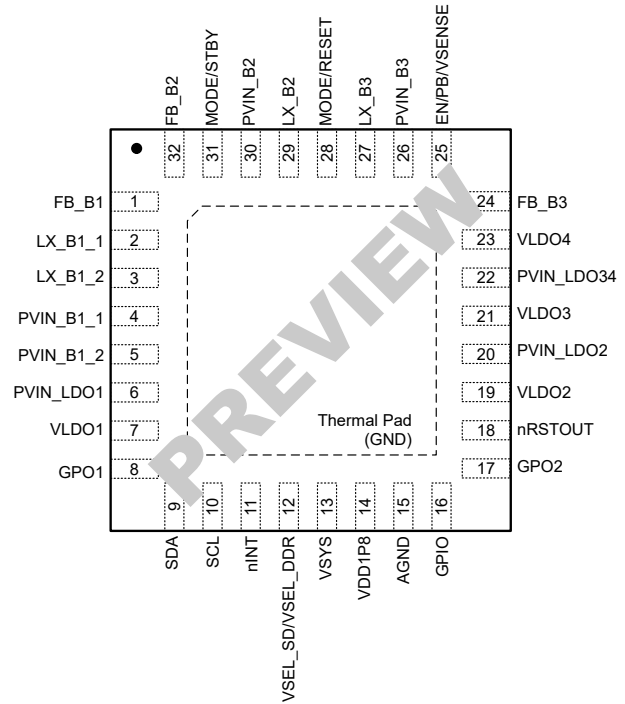 FB_B2
MODE/STBY
PVIN_B2
LX_B2
MODE/RESET
LX_B3
PVIN_B3
EN/PB/VSENSE
32
31
30
29
28
27
26
25
FB_B1 1
LX_B1_1 2
LX_B1_2 3
PVIN_B1_1 4
PVIN_B1_2 5
PVIN_LDO1 6
VLDO1 7
GPO1 8
24 FB_B3
23 VLDO4
22 PVIN_LDO34
21 VLDO3
20 PVIN_LDO2
19 VLDO2
18 nRSTOUT
17 GPO2
PREVIEW
Thermal Pad
(GND)
9
10
11
12
13
14
15
16
SDA
SCL
nINT
VSEL_SD/VSEL_DDR
VSYS
VDD1P8
AGND
GPIO